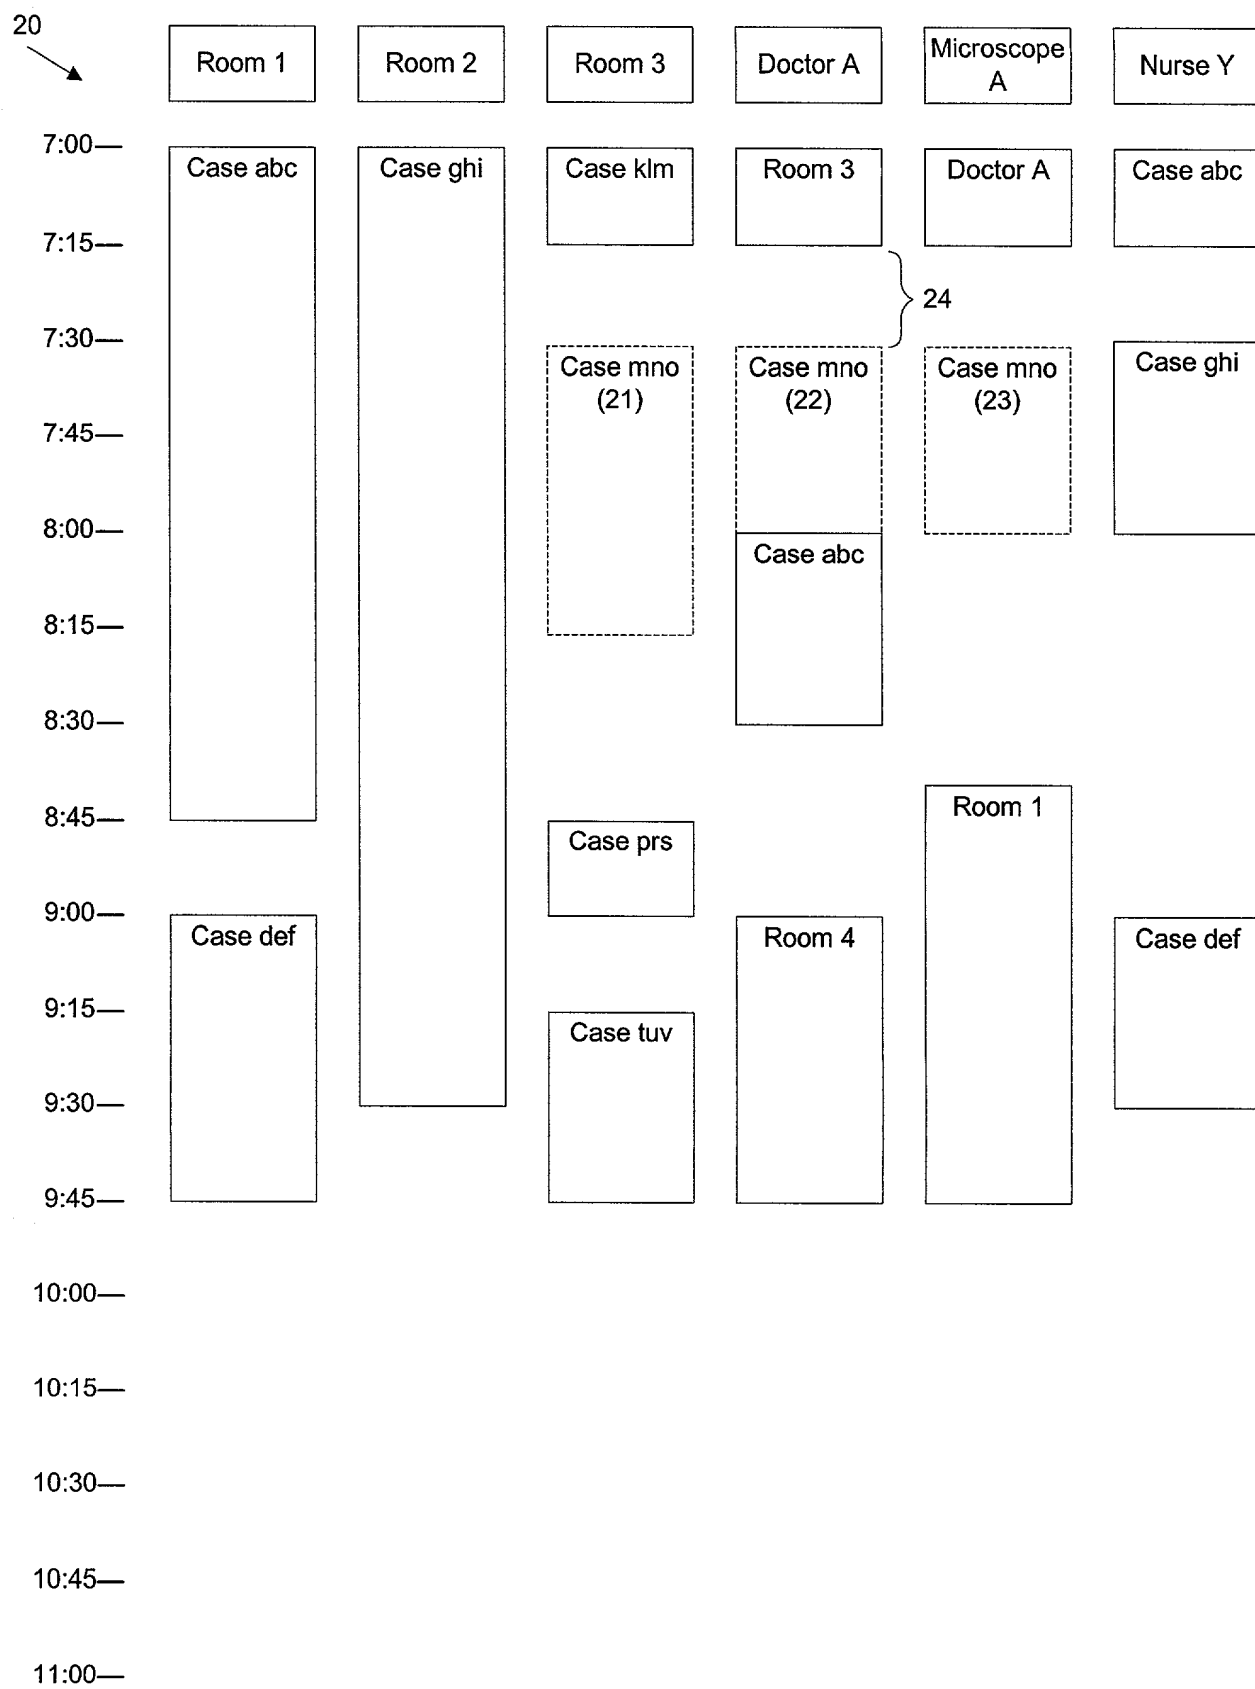 20
Room 1
Room 2
Room 3
Doctor A
Microscope
A
Nurse Y
7:00
Case abc
Case ghi
Case klm
Room 3
Doctor A
Case abc
7:15
24
7:30
Case mno
(21)
Case mno
(22)
Case mno
(23)
Case ghi
7:45
8:00
Case abc
8:15
8:30
Room 1
8:45
Case prs
9:00
Case def
Room 4
Case def
9:15
Case tuv
9:30
9:45
10:00
10:15
10:30
10:45
11:00